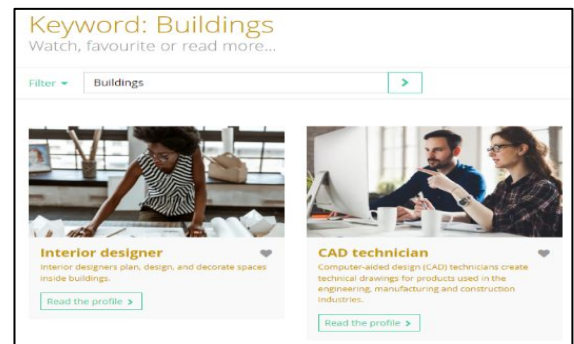 Keyword: Buildings
Watch, favourite or read more...
Filter
Buildings
Interior designer
Interior designers plan, design, and decorate spaces
inside buildings.
Read the profile >
CAD technician
Computer-aided design (CAD) technicians create
technical drawings for products used in the
engineering, manufacturing and construction
industries.
Read the profile >